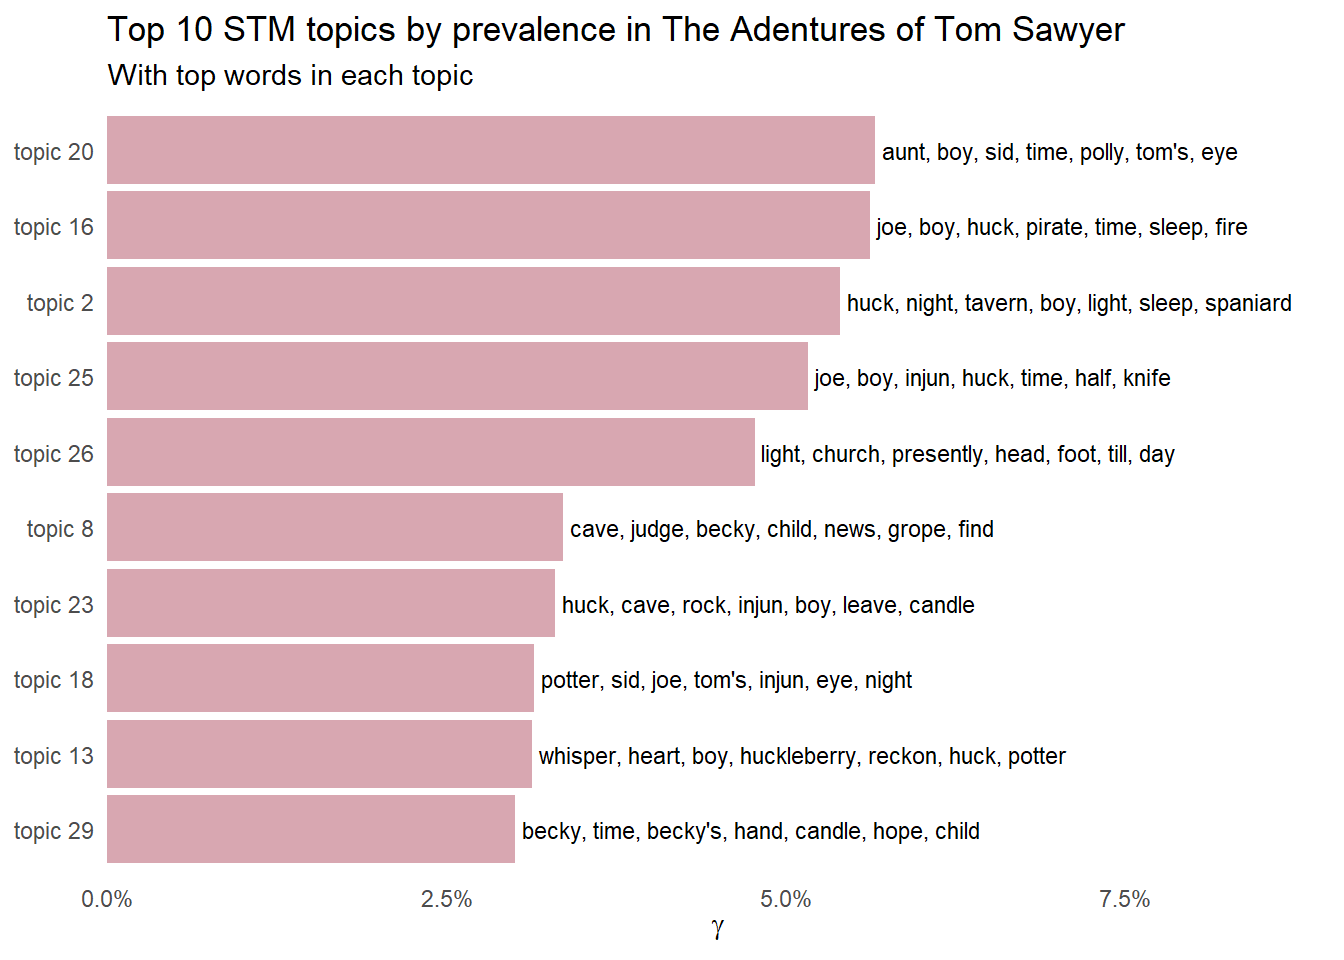 Top 10 STM topics by prevalence in The Adentures of Tom Sawyer
With top words in each topic
topic 20 aunt, boy, sid, time, polly, tom's, eye
topic 16 joe, boy, huck, pirate, time, sleep, fire
topic 2 huck, night, tavern, boy, light, sleep, spaniard
topic 25 joe, boy, injun, huck, time, half, knife
topic 26 light, church, presently, head, foot, till, day
topic 8 cave, judge, becky, child, news, grope, find
topic 23 huck, cave, rock, injun, boy, leave, candle
topic 18 potter, sid, joe, tom's, injun, eye, night
topic 13 whisper, heart, boy, huckleberry, reckon, huck, potter
topic 29 becky, time, becky's, hand, candle, hope, child
0.0% 2.5% 5.0% 7.5%
γ